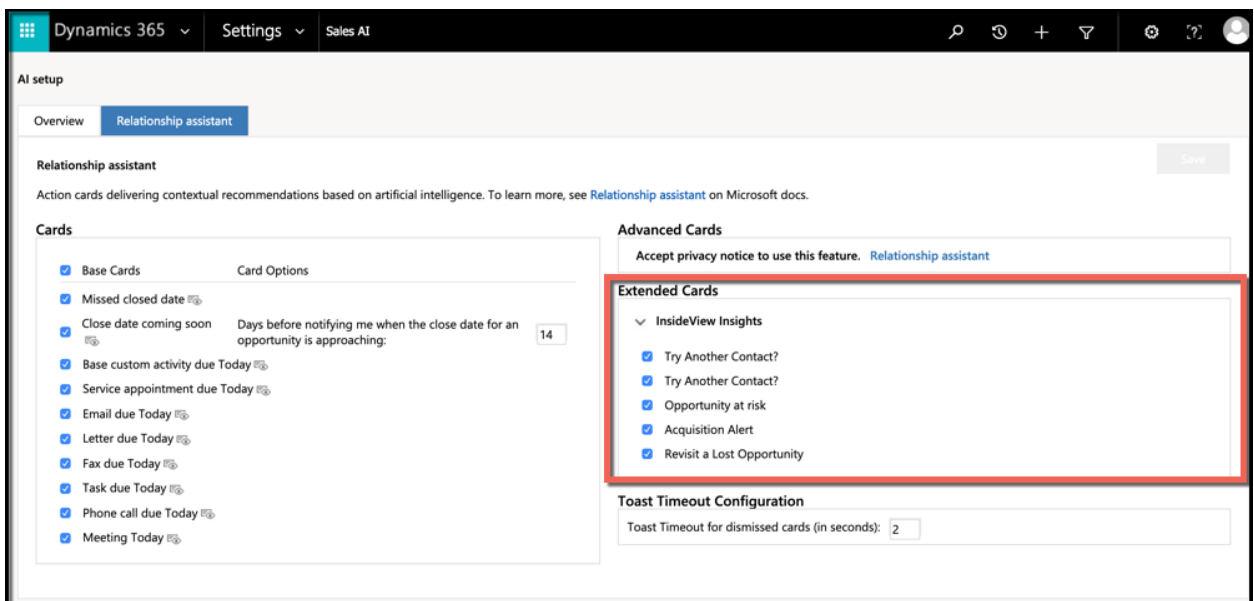 Dynamics 365
Settings
Sales AI
AI setup
Overview
Relationship assistant
Save
Relationship assistant
Action cards delivering contextual recommendations based on artificial intelligence. To learn more, see Relationship assistant on Microsoft docs.
Cards
Base Cards
Card Options
Missed closed date
Close date coming soon
Days before notifying me when the close date for an
opportunity is approaching:
14
Base custom activity due Today
Service appointment due Today
Email due Today
Letter due Today
Fax due Today
Task due Today
Phone call due Today
Meeting Today
Advanced Cards
Accept privacy notice to use this feature. Relationship assistant
Extended Cards
InsideView Insights
Try Another Contact?
Try Another Contact?
Opportunity at risk
Acquisition Alert
Revisit a Lost Opportunity
Toast Timeout Configuration
Toast Timeout for dismissed cards (in seconds): 2